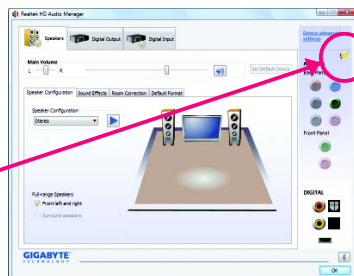 Realtek HD Audio Manager
Speakers
Digital Output
Digital Input
Device advanced
settings
Main Volume
L
R
Set Default Device
Speaker Configuration
Sound Effects
Room Correction
Default Format
Speaker Configuration
Stereo
Front Panel
Full-range Speakers
Front left and right
Surround speakers
DIGITAL
GIGABYTE
TECHNOLOGY
OK